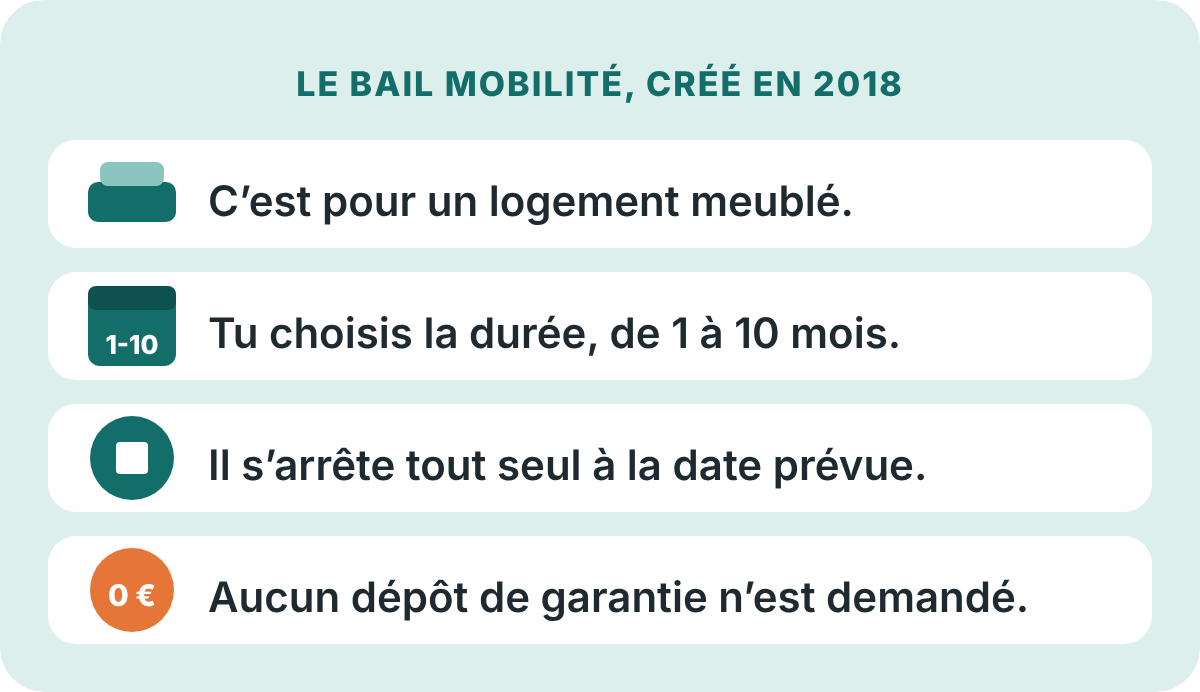 LE BAIL MOBILITÉ, CRÉÉ EN 2018
C’est pour un logement meublé.
1-10
Tu choisis la durée, de 1 à 10 mois.
Il s’arrête tout seul à la date prévue.
0 €
Aucun dépôt de garantie n’est demandé.